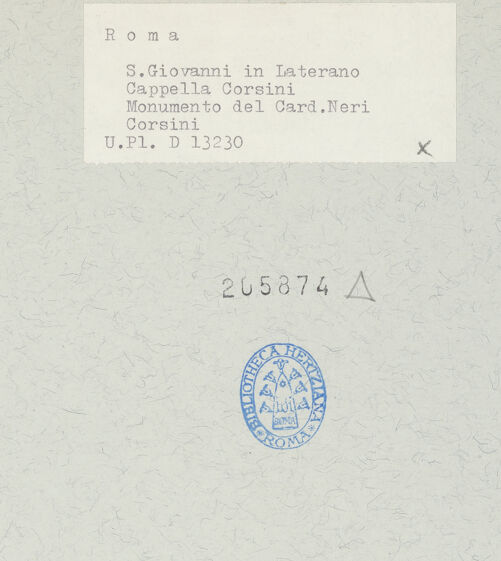 R o m a
S.Giovanni in Laterano
Cappella Corsini
Monumento del Card.Neri
Corsini
U.Pl. D 13230
x
205874 △
BIBLIOTHECA HERTZIANA
* ROMA *